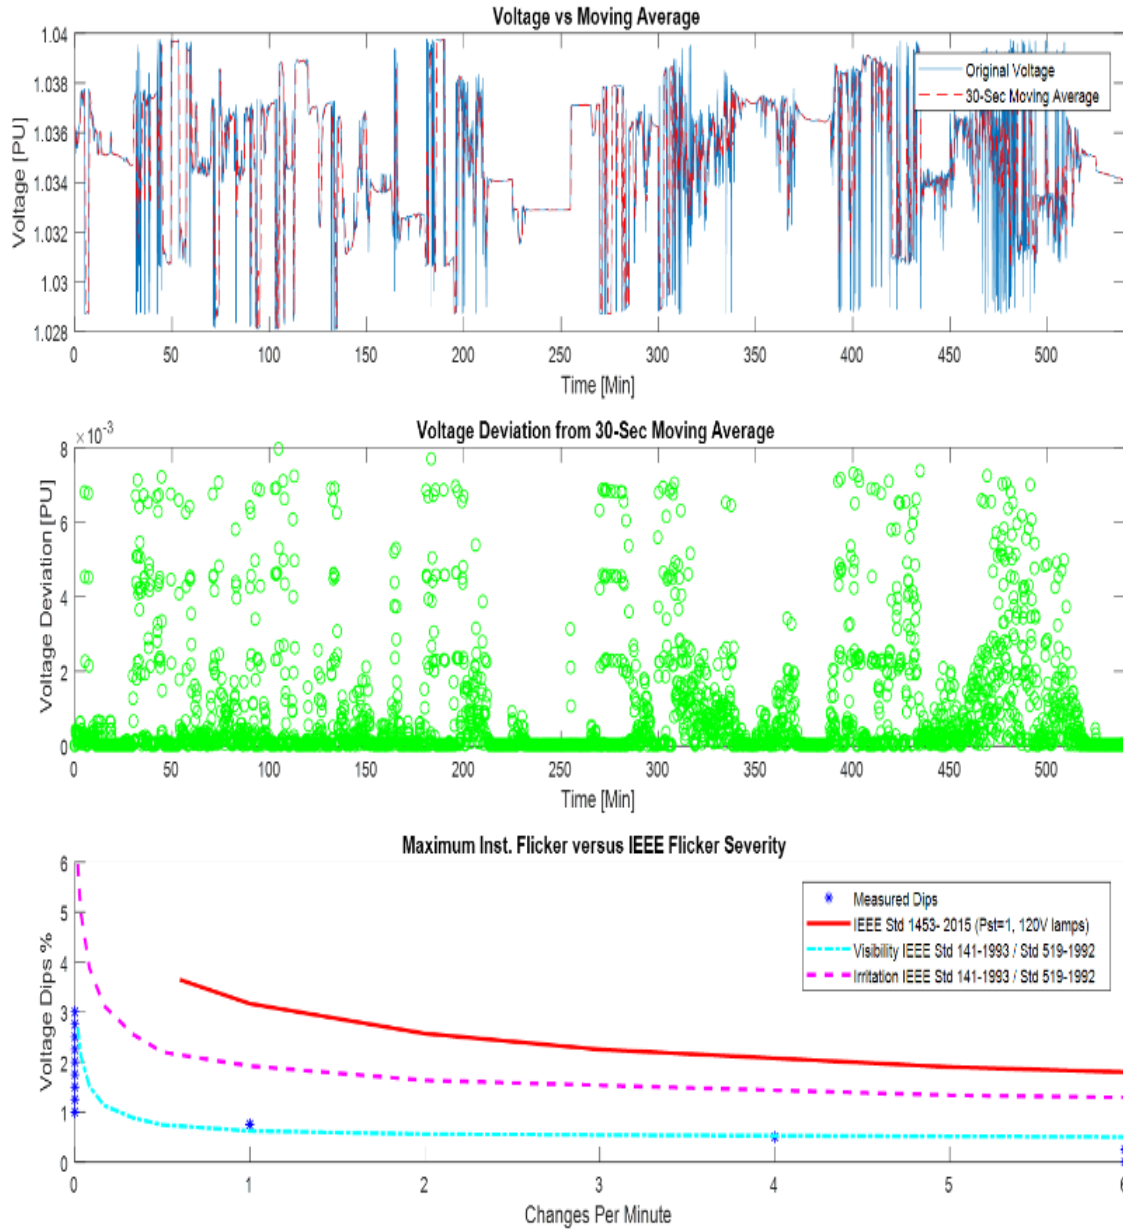 Voltage vs Moving Average
1.04
1.038
1.036
1.034
1.032
1.03
1.028
Voltage [PU]
Original Voltage
30-Sec Moving Average
0 50 100 150 200 250 300 350 400 450 500
Time [Min]
Voltage Deviation from 30-Sec Moving Average
×10-3
8
6
4
2
0
Voltage Deviation [PU]
0 50 100 150 200 250 300 350 400 450 500
Time [Min]
Maximum Inst. Flicker versus IEEE Flicker Severity
6
5
4
3
2
1
0
Voltage Dips %
Measured Dips
IEEE Std 1453- 2015 (Pst=1, 120V lamps)
Visibility IEEE Std 141-1993 / Std 519-1992
Irritation IEEE Std 141-1993 / Std 519-1992
0 1 2 3 4 5 6
Changes Per Minute